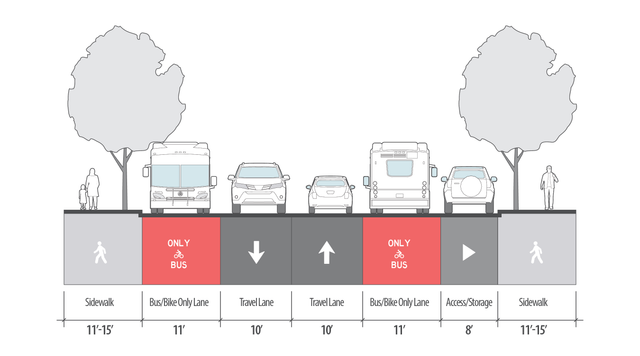 ONLY
BUS
ONLY
BUS
Sidewalk
Bus/Bike Only Lane
Travel Lane
Travel Lane
Bus/Bike Only Lane
Access/Storage
Sidewalk
11'-15'
11'
10'
10'
11'
8'
11'-15'